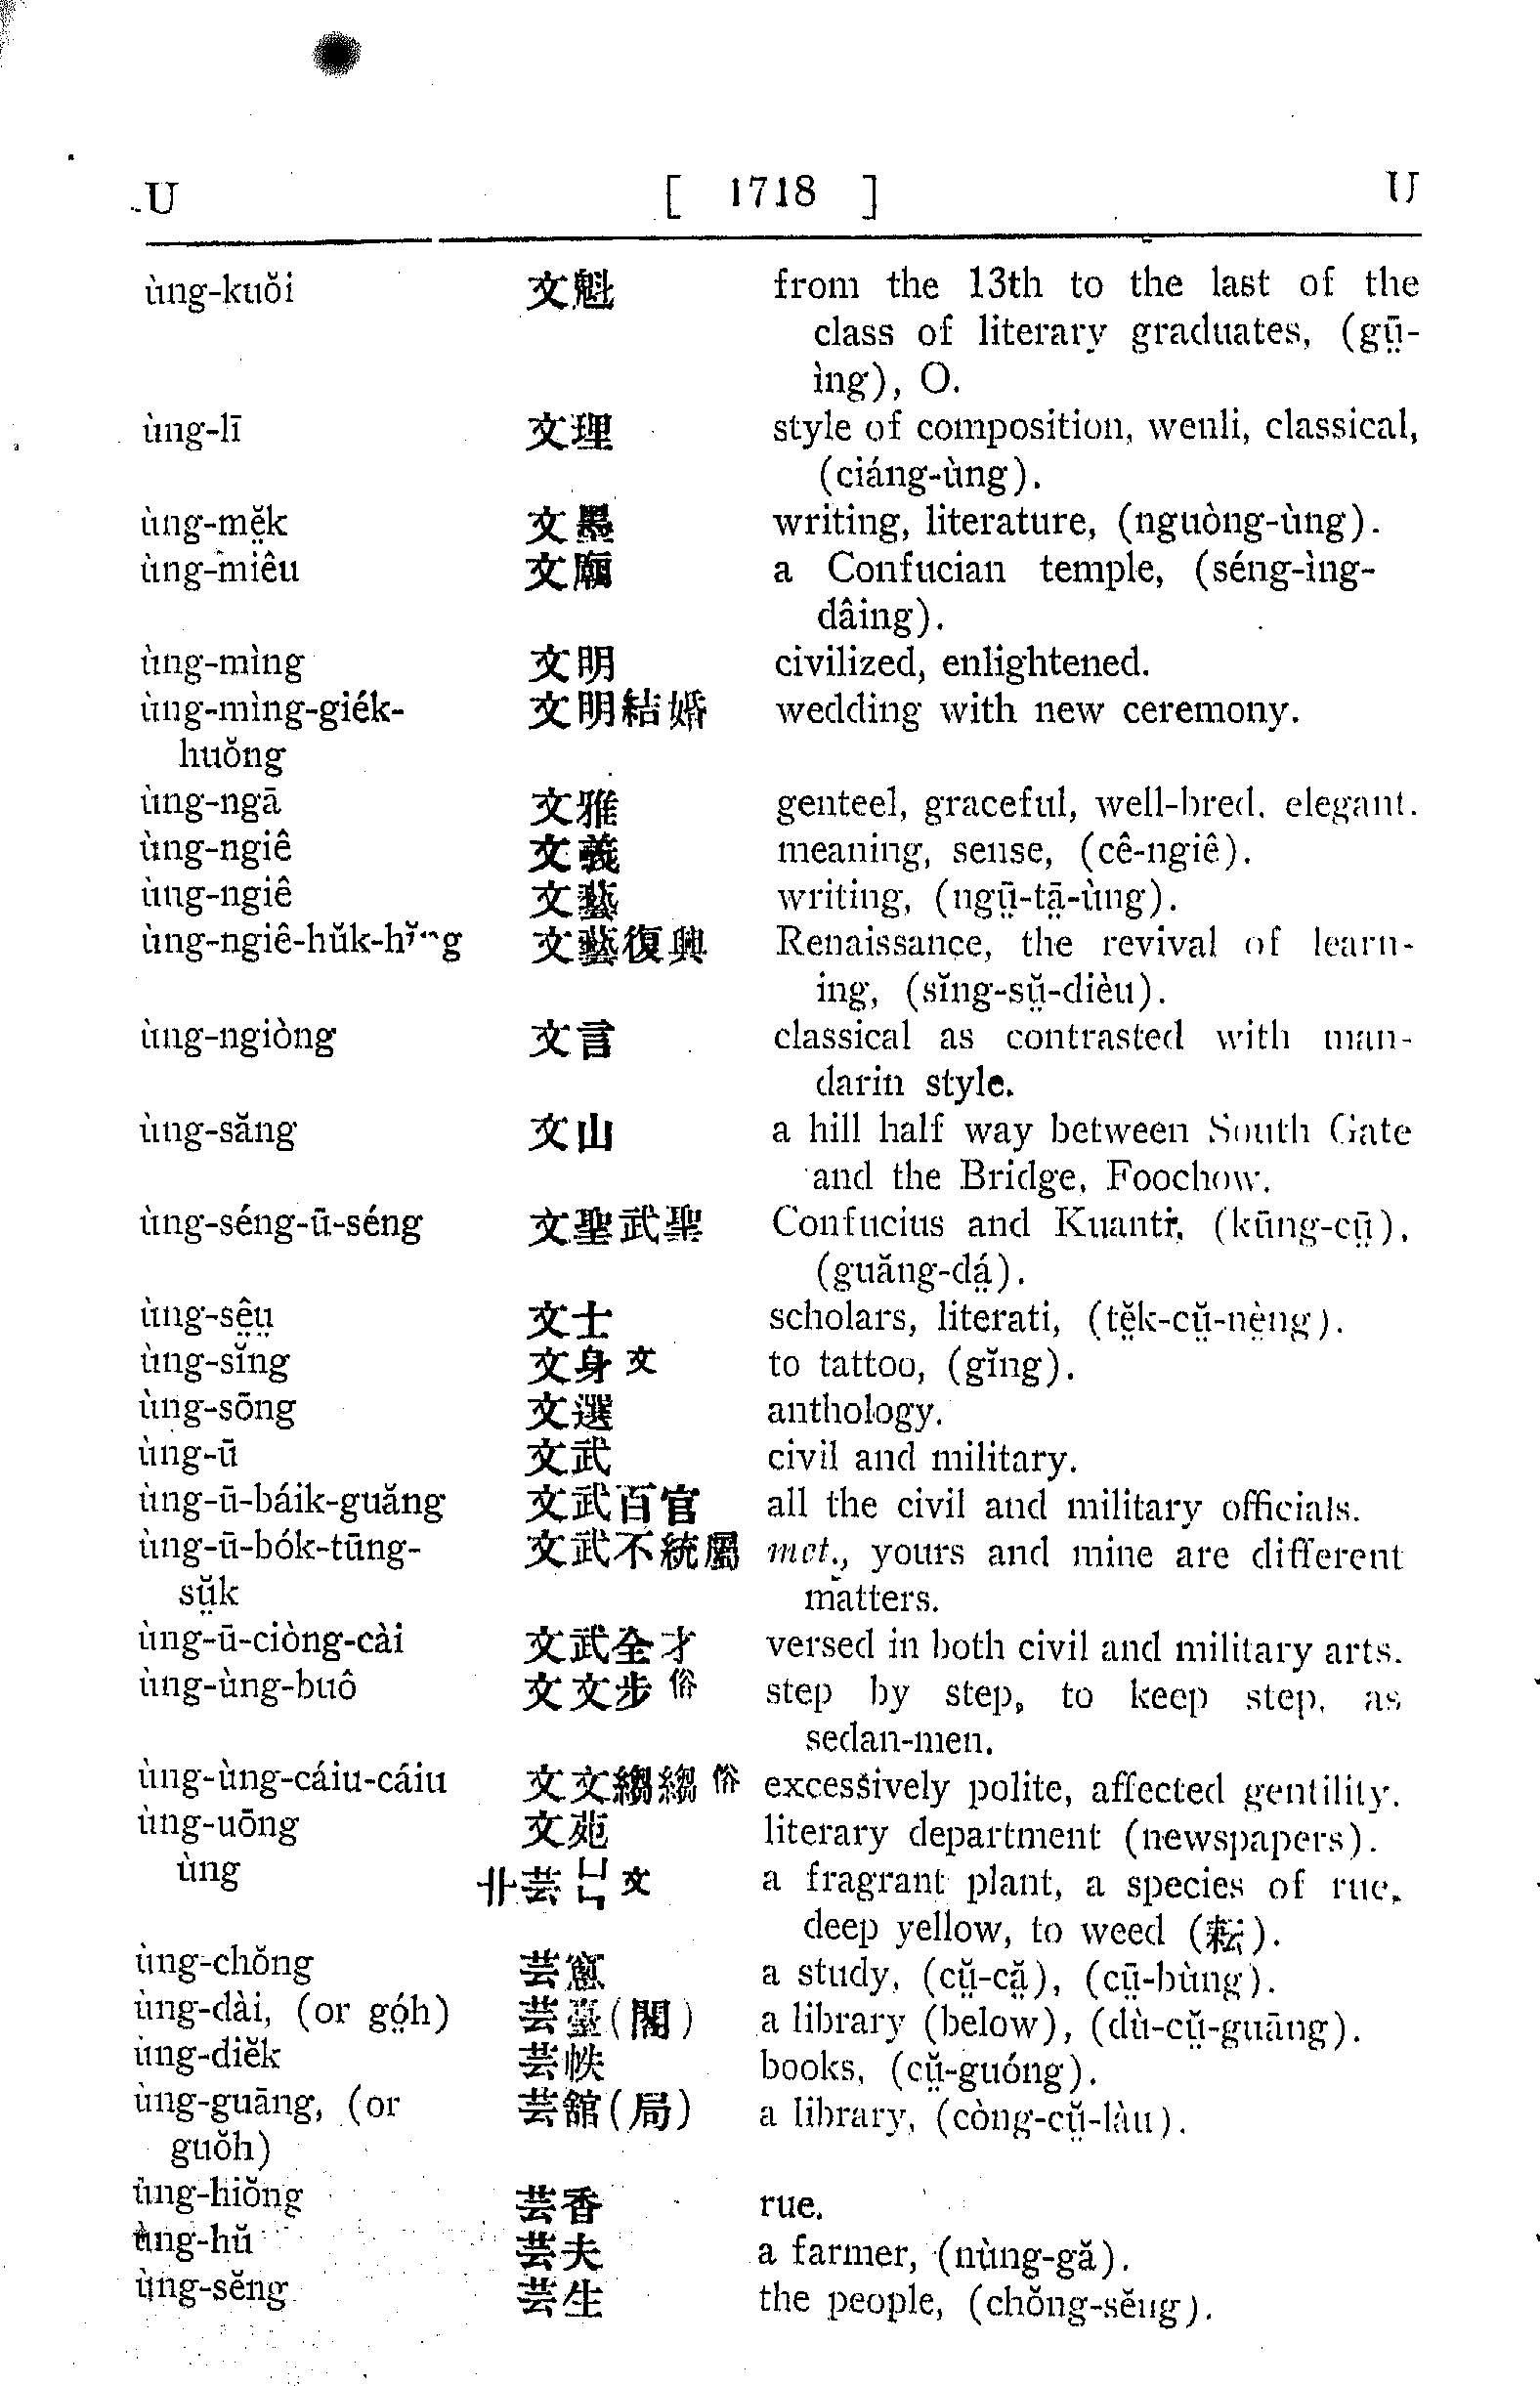 U [ 1718 ] U
ùng-kuŏi 文魁 from the 13th to the last of the
class of literary graduates, (gṳ̄-
ìng), O.
ùng-lī 文理 style of composition, wenli, classical,
(ciáng-ùng).
ùng-mĕ̤k 文墨 writing, literature, (nguòng-ùng).
ùng-miêu 文廟 a Confucian temple, (séng-ìng-
dâing).
ùng-mìng 文明 civilized, enlightened.
ùng-mìng-giék- 文明結婚 wedding with new ceremony.
huŏng
ùng-ngā 文雅 genteel, graceful, well-bred, elegant.
ùng-ngiê 文義 meaning, sense, (cê-ngiê).
ùng-ngiê 文藝 writing, (ngṳ̄-tā̤-ùng).
ùng-ngiê-hŭk- 文藝復興 Renaissance, the revival of learn-
ing, (sĭng-sṳ̆-dièu).
ùng-ngiòng 文言 classical as contrasted with man-
darin style.
ùng-săng 文山 a hill half way between South Gate
and the Bridge, Foochow.
ùng-séng-ū-séng 文聖武聖 Confucius and Kuanti, (kūng-cṳ̄),
(guăng-dá̤).
ùng-sê̤ṳ 文士 scholars, literati, (tĕ̤k-cṳ̆-nè̤ng).
ùng-sĭng 文身 文 to tattoo, (gĭng).
ùng-sōng 文選 anthology.
ùng-ū 文武 civil and military.
ùng-ū-báik-guăng 文武百官 all the civil and military officials.
ùng-ū-bók-tūng- 文武不統屬 met., yours and mine are different
sṳ̆k matters.
ùng-ū-ciòng-cài 文武全才 versed in both civil and military arts.
ùng-ùng-buô 文文步 俗 step by step, to keep step, as
sedan-men.
ùng-ùng-cáiu-cáiu 文文縐縐 俗 excessively polite, affected gentility.
ùng-uōng 文苑 literary department (newspapers).
ùng 芸 文 a fragrant plant, a species of rue,
deep yellow, to weed (耘).
ùng-chŏng 芸窻 a study, (cṳ̆-că̤), (cṳ̄-bùng).
ùng-dài, (or gó̤h) 芸臺(閣) a library (below), (dù-cṳ̆-guāng).
ùng-diĕk 芸帙 books, (cṳ̆-guóng).
ùng-guāng, (or 芸舘(局) a library, (còng-cṳ̆-làu).
guŏh)
ùng-hiŏng 芸香 rue.
ùng-hŭ 芸夫 a farmer, (nùng-gă).
ùng-sĕng 芸生 the people, (chŏng-sĕng).